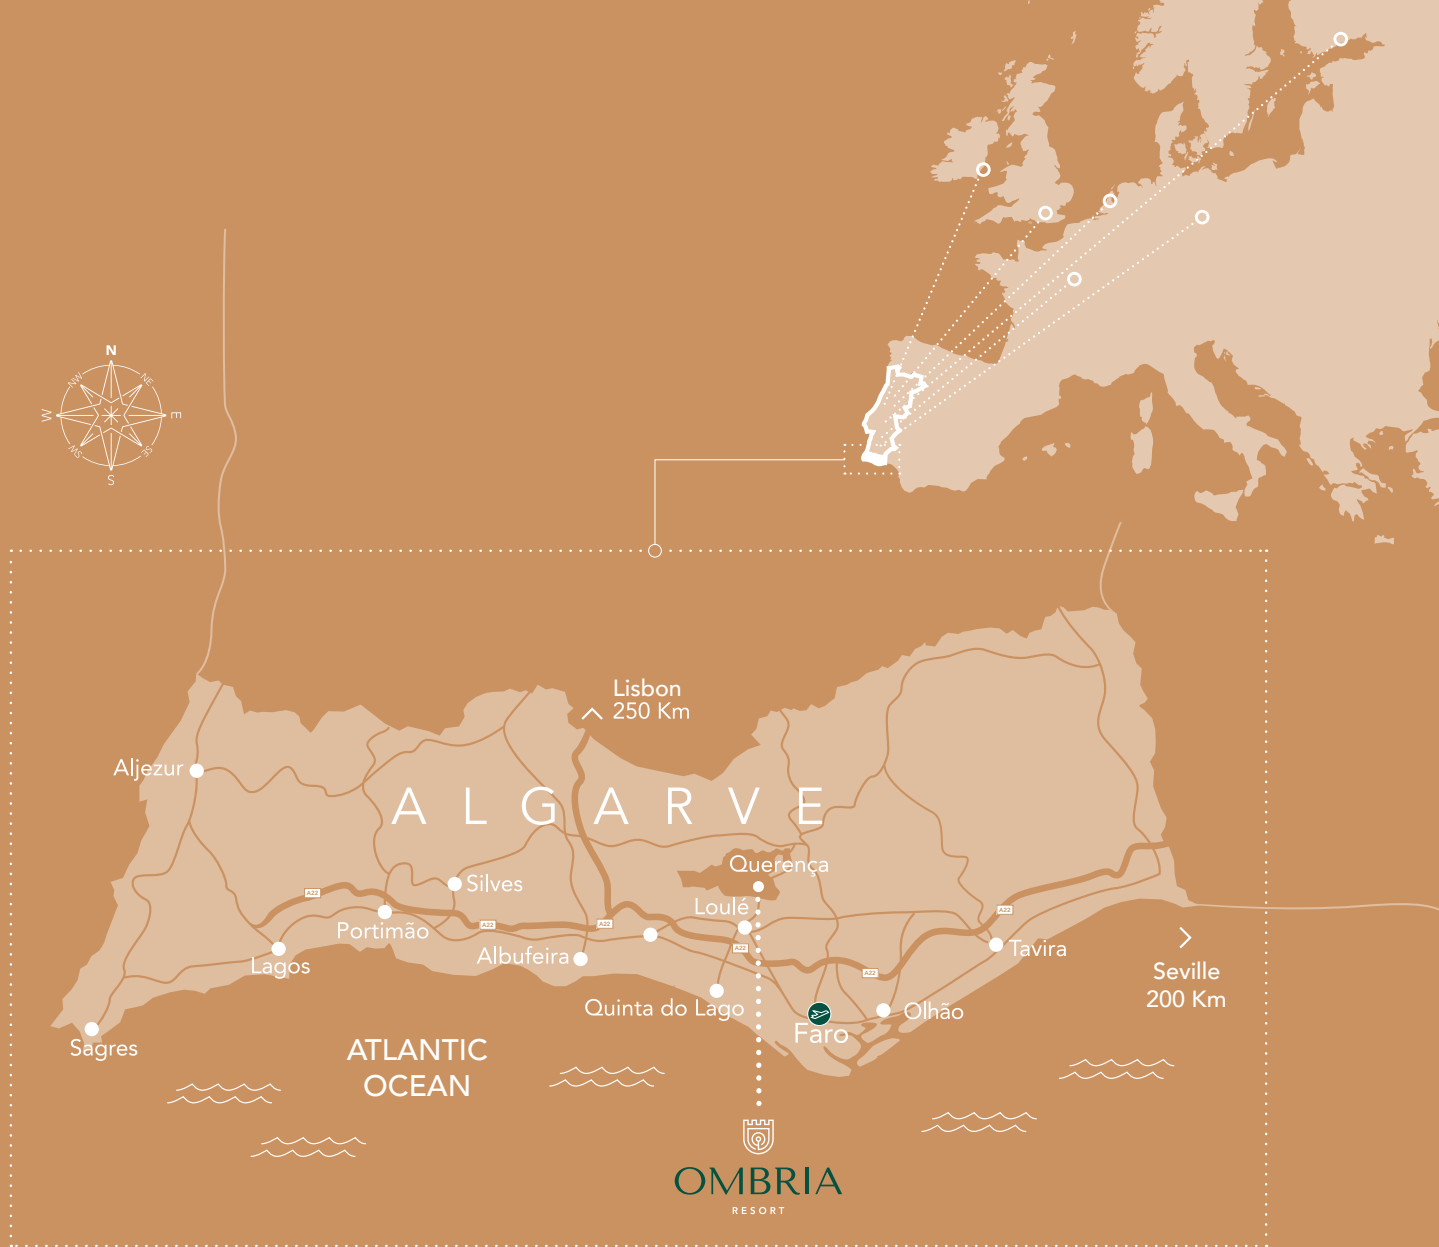 N
NW
NE
W
E
SW
SE
S
Lisbon
250 Km
Aljezur
ALGARVE
Querença
Silves
A22
Loulé
A22
Portimão
A22
A22
A22
Albufeira
Tavira
Lagos
A22
Seville
200 Km
Quinta do Lago
Olhão
Faro
Sagres
ATLANTIC
OCEAN
OMBRIA
RESORT